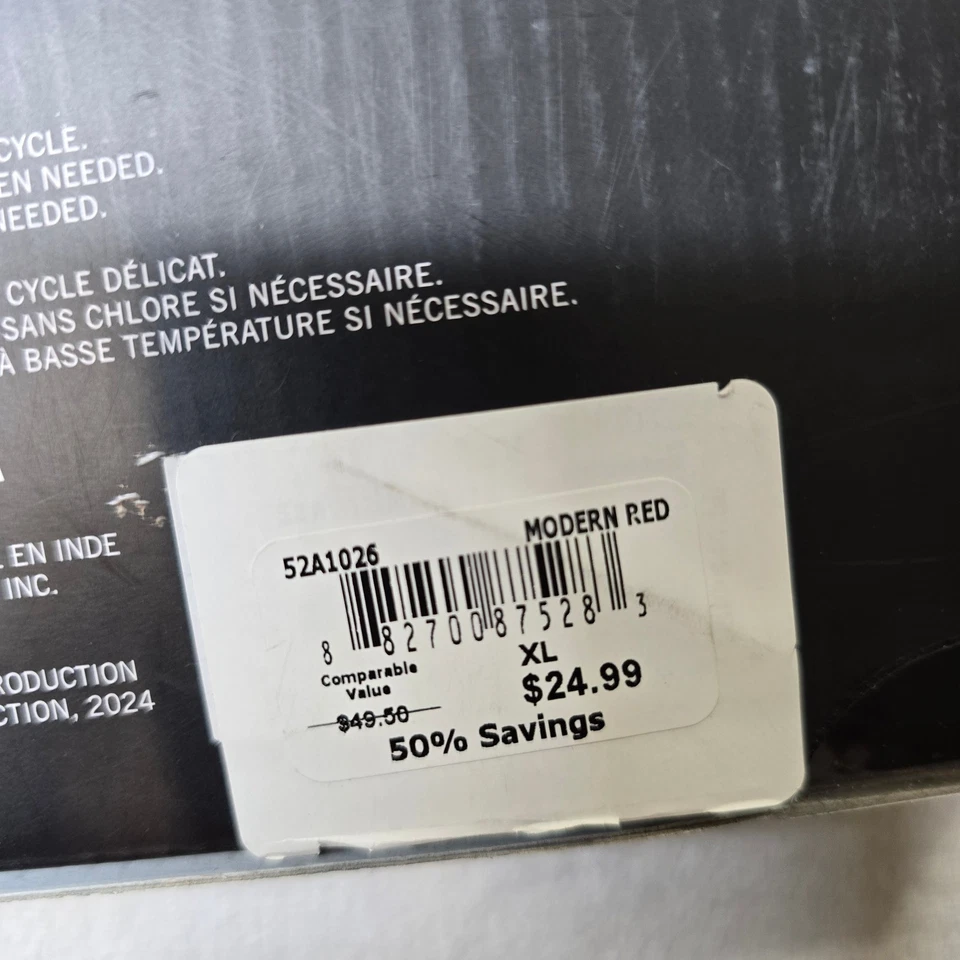 CYCLE.
EN NEEDED.
NEEDED.
CYCLE DÉLICAT.
SANS CHLORE SI NÉCESSAIRE.
À BASSE TEMPÉRATURE SI NÉCESSAIRE.
EN INDE
INC.
RODUCTION
CTION, 2024
52A1026
MODERN RED
8 82700 87528 3
Comparable
Value
$49.50
XL
$24.99
50% Savings